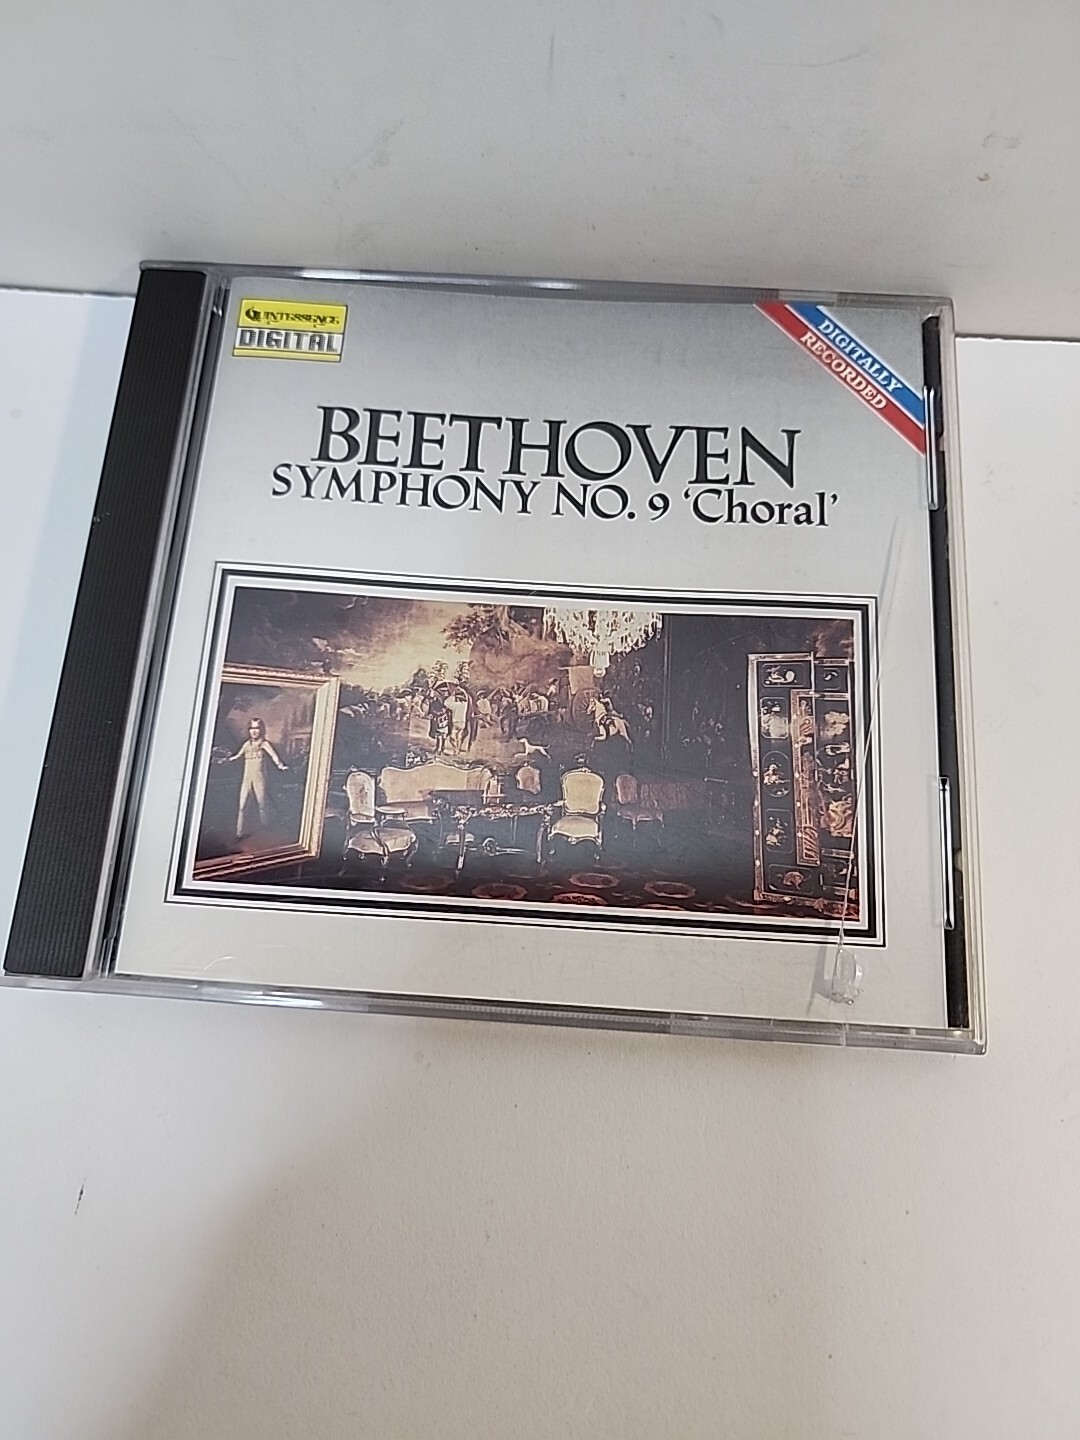 QUINTESSENCE
DIGITAL
DIGITALLY
RECORDED
BEETHOVEN
SYMPHONY NO. 9 'Choral'